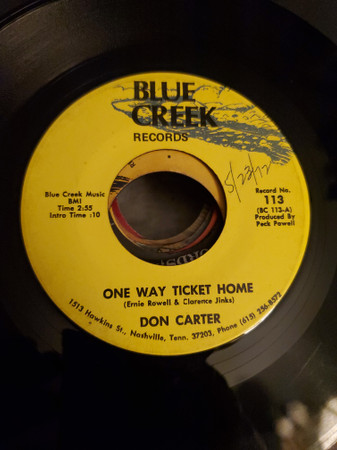 BLUE
CREEK
RECORDS
Blue Creek Music
BMI
Time 2:55
Intro Time :10
5/23/72
Record No.
113
(BC 113-A)
Produced By
Peck Powell
ONE WAY TICKET HOME
(Ernie Rowell & Clarence Jinks)
DON CARTER
1513 Hawkins St., Nashville, Tenn. 37203, Phone (615) 256-8572